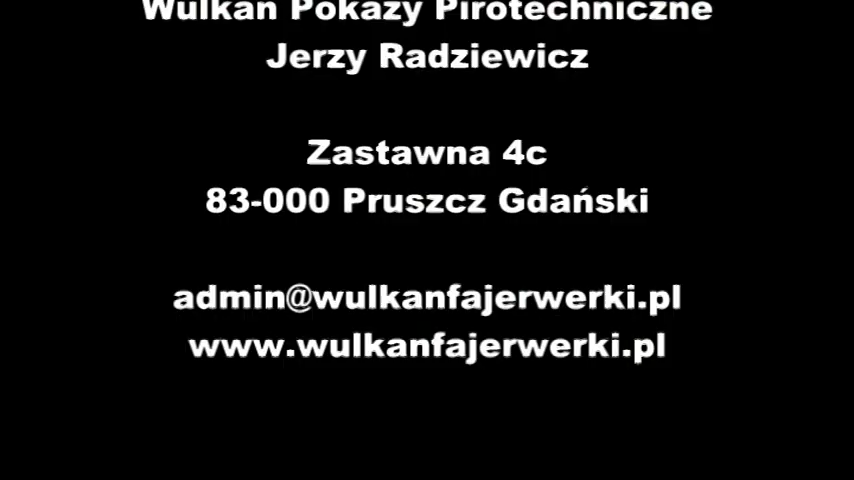 Wulkan Pokazy Pirotechniczne
Jerzy Radziewicz
Zastawna 4c
83-000 Pruszcz Gdański
admin@wulkanfajerwerki.pl
www.wulkanfajerwerki.pl